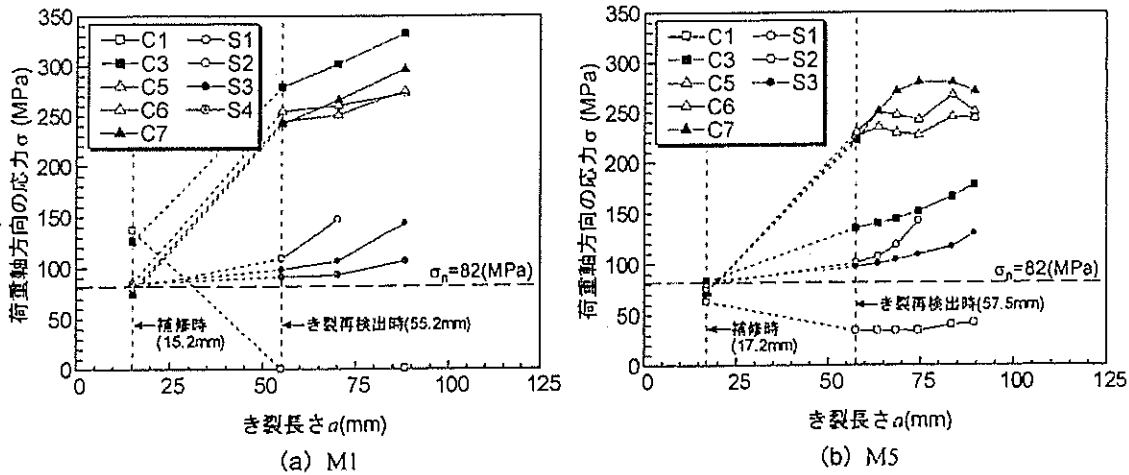 荷重軸方向の応力σ (MPa)
350
300
250
200
150
100
50
0
C1 S1
C3 S2
C5 S3
C6 S4
C7
σn=82(MPa)
補修時
(15.2mm)
き裂再検出時(55.2mm)
0 25 50 75 100 125
き裂長さa(mm)
(a) M1
荷重軸方向の応力σ (MPa)
350
300
250
200
150
100
50
0
C1 S1
C3 S2
C5 S3
C6
C7
σn=82(MPa)
補修時
(17.2mm)
き裂再検出時(57.5mm)
0 25 50 75 100 125
き裂長さa(mm)
(b) M5